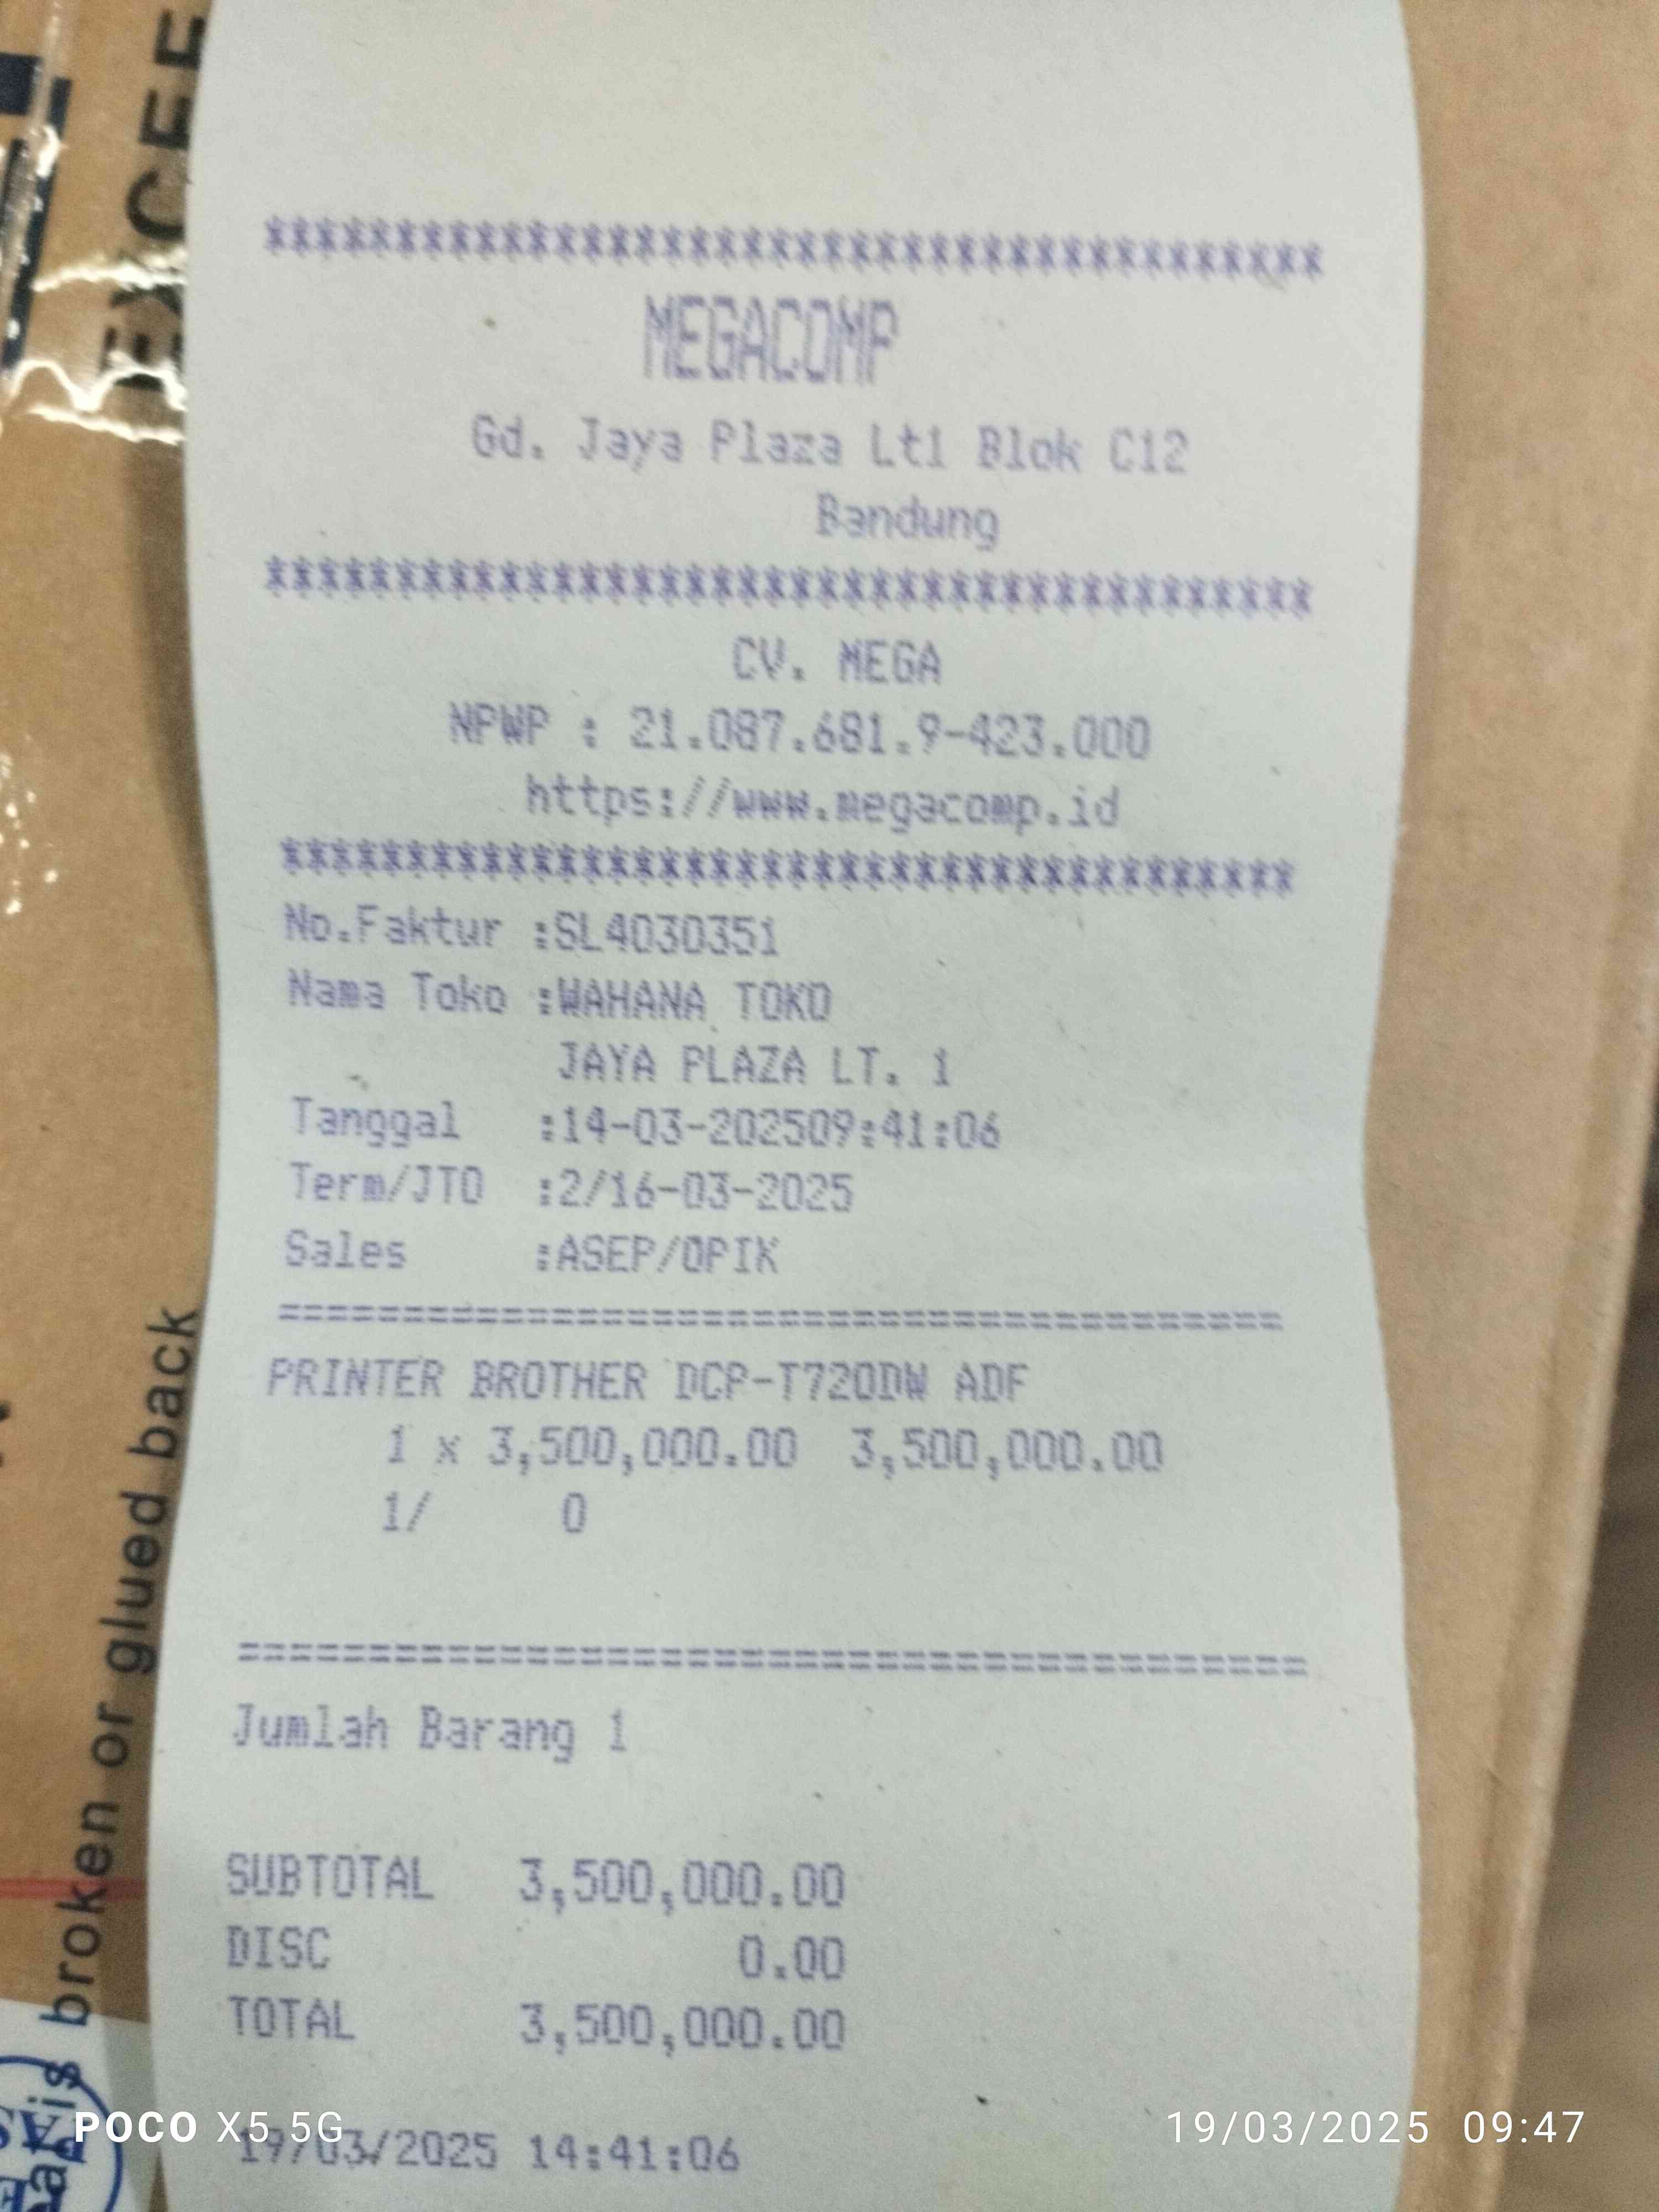 EXCEE
***************************************
MEGACOMP
Gd. Jaya Plaza Lt1 Blok C12
Bandung
***************************************
CV. MEGA
NPWP : 21.087.681.9-423.000
https://www.megacomp.id
***************************************
No.Faktur :SL4030351
Nama Toko :WAHANA TOKO
JAYA PLAZA LT. 1
Tanggal :14-03-202509:41:06
Term/JTO :2/16-03-2025
Sales :ASEP/OPIK
========================================
PRINTER BROTHER DCP-T720DW ADF
1 x 3,500,000.00 3,500,000.00
1/ 0
========================================
Jumlah Barang 1
SUBTOTAL 3,500,000.00
DISC 0.00
TOTAL 3,500,000.00
19/03/2025 14:41:06
is broken or glued back
POCO X5 5G
19/03/2025 09:47